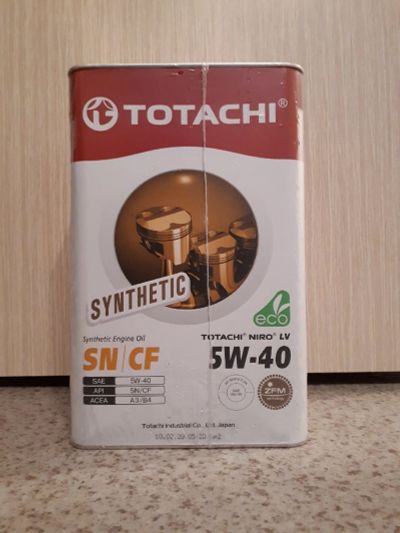 TOTACHI®
SYNTHETIC
eco
Synthetic Engine Oil
TOTACHI® NIRO® LV
SN/CF
5W-40
SAE 5W-40
API SN/CF
ACEA A3/B4
ZFM
technology
Totachi Industrial Co., Ltd. Japan